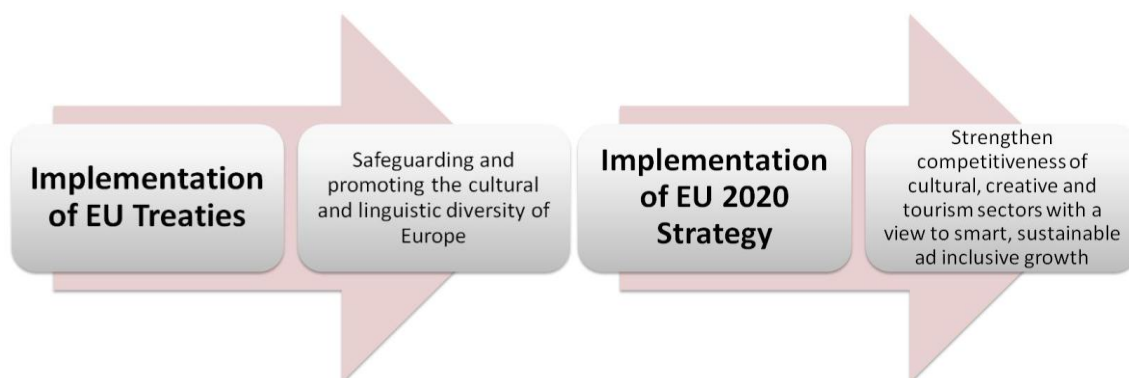 Implementation
of EU Treaties
Safeguarding and
promoting the cultural
and linguistic diversity of
Europe
Implementation
of EU 2020
Strategy
Strengthen
competitiveness of
cultural, creative and
tourism sectors with a
view to smart, sustainable
ad inclusive growth